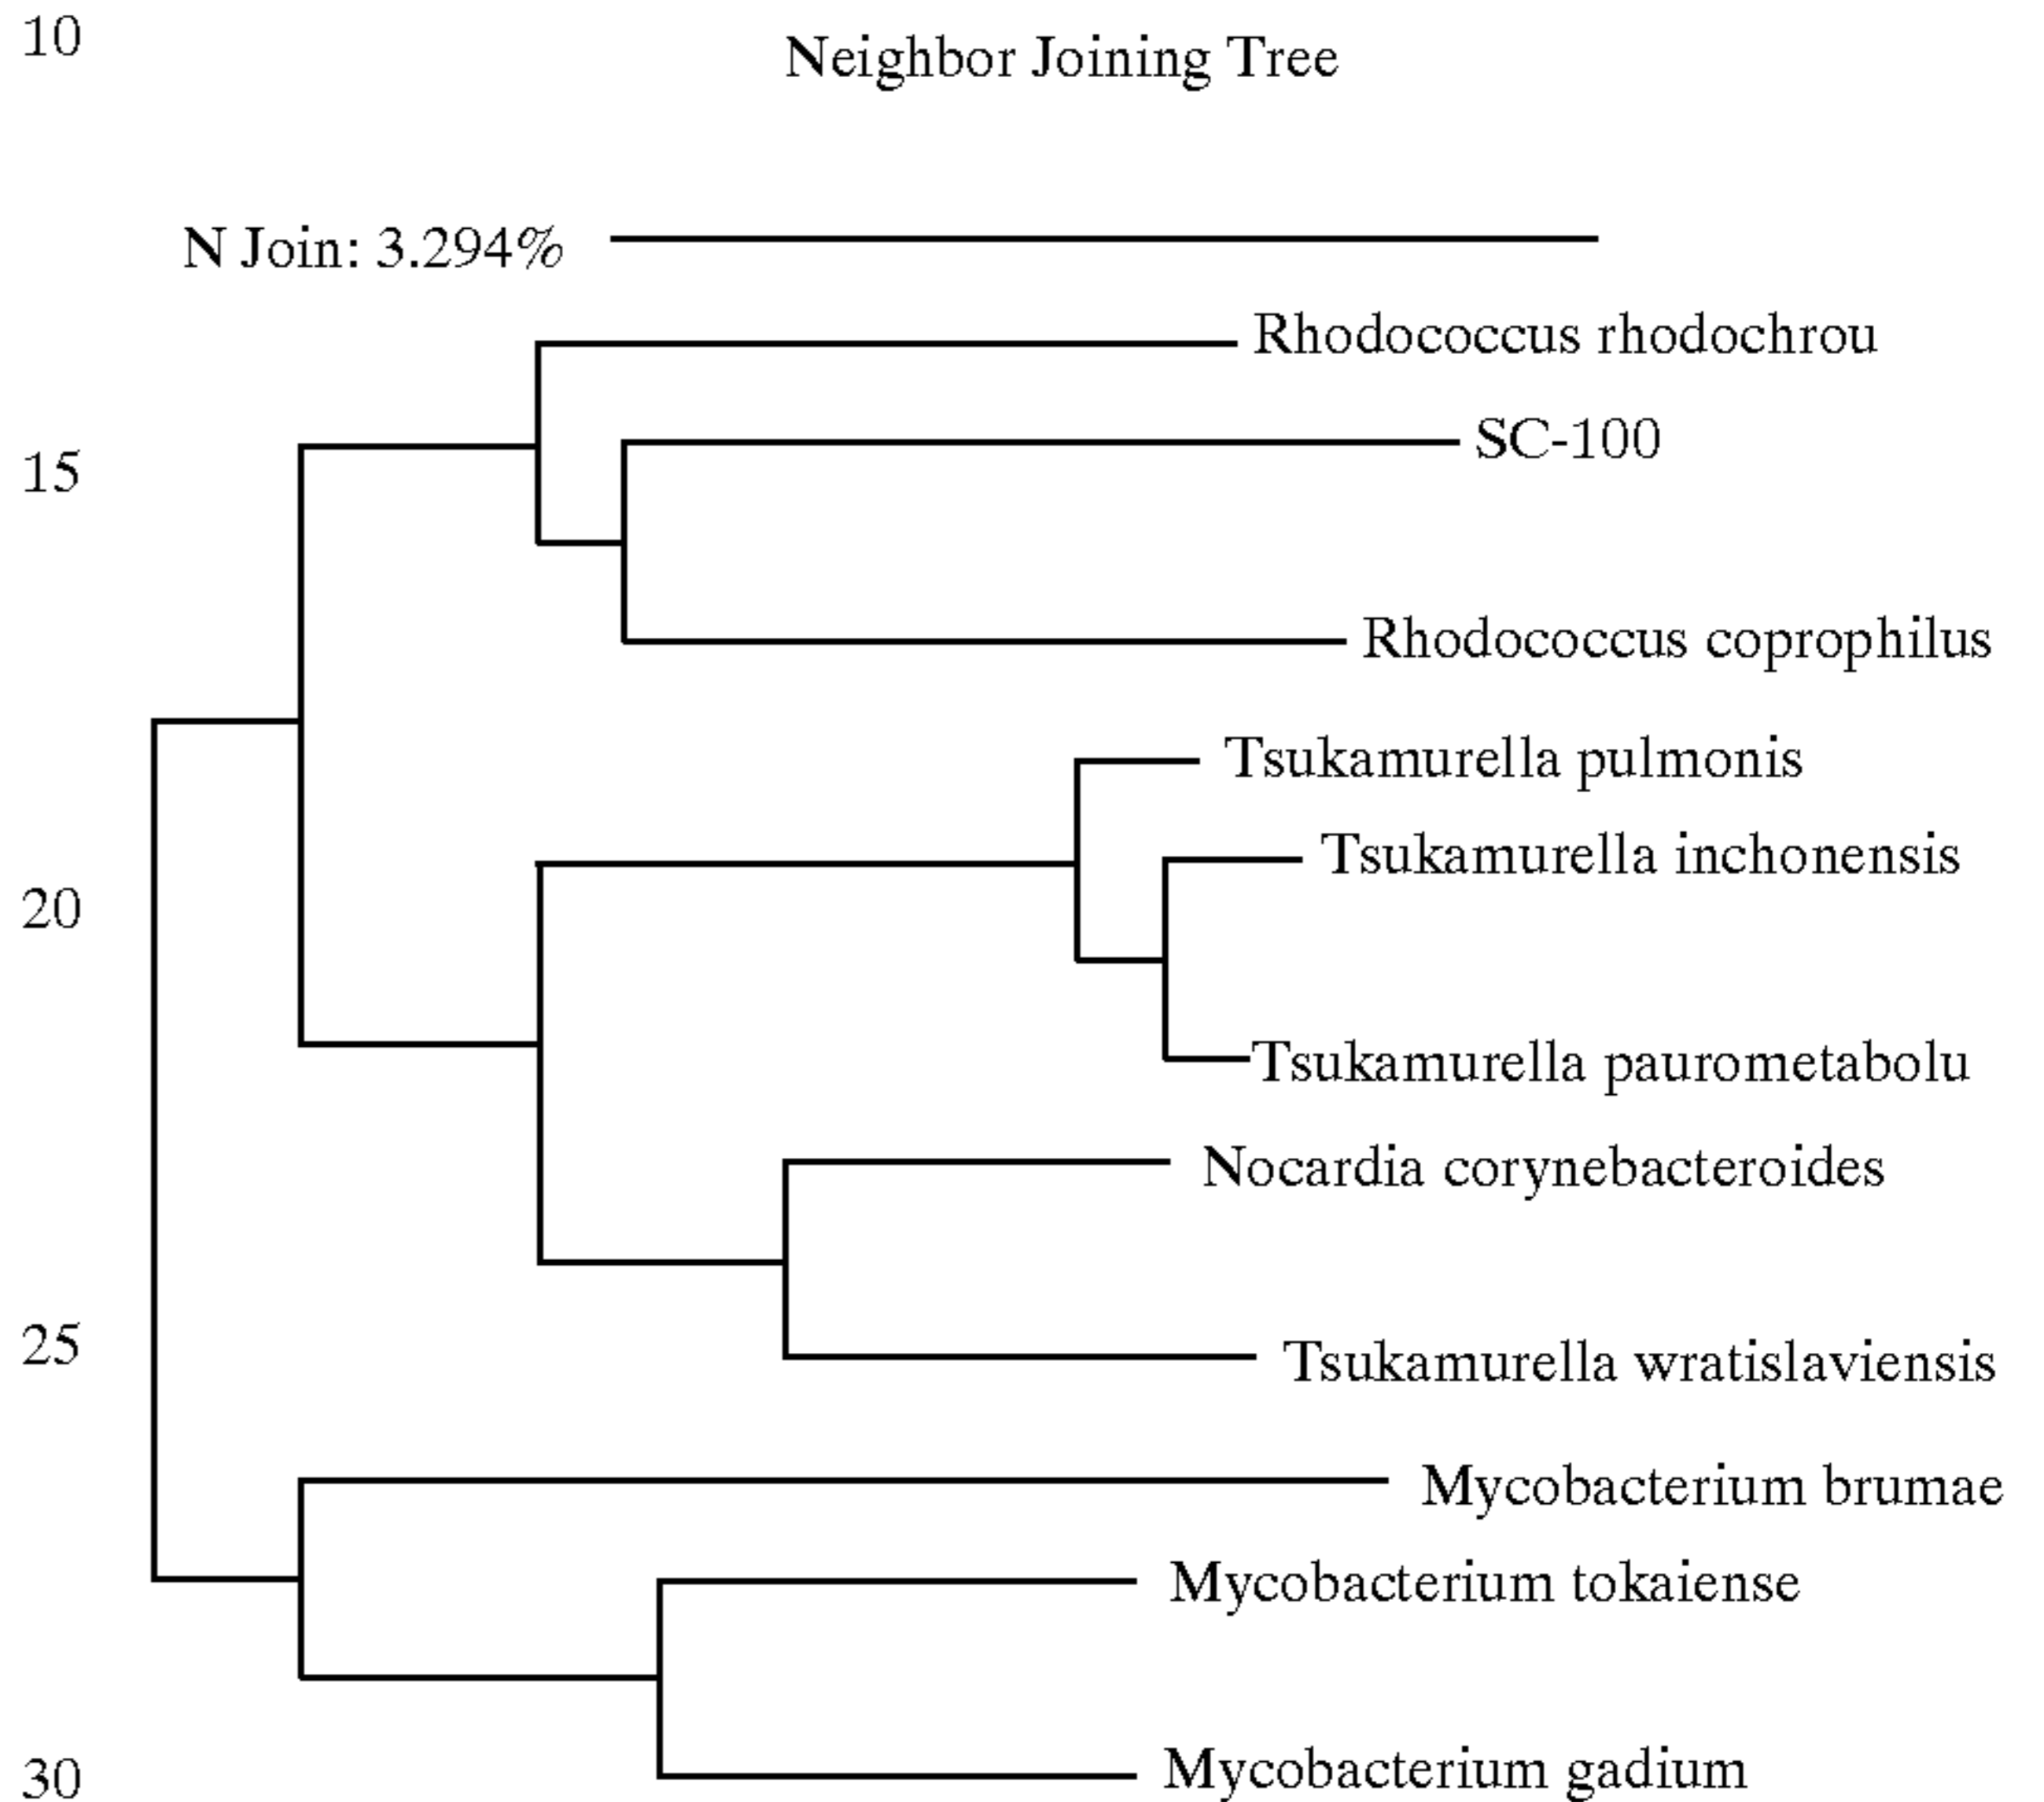 10
Neighbor Joining Tree
N Join: 3.294%
Rhodococcus rhodochrou
SC-100
15
Rhodococcus coprophilus
Tsukamurella pulmonis
Tsukamurella inchonensis
20
Tsukamurella paurometabolu
Nocardia corynebacteroides
25
Tsukamurella wratislaviensis
Mycobacterium brumae
Mycobacterium tokaiense
Mycobacterium gadium
30